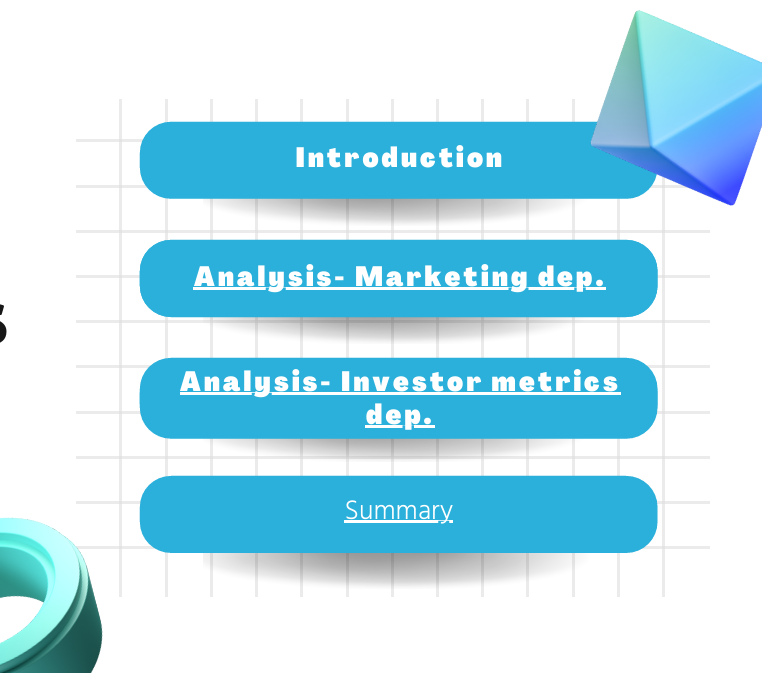 Introduction
Analysis- Marketing dep.
Analysis- Investor metrics
dep.
Summary